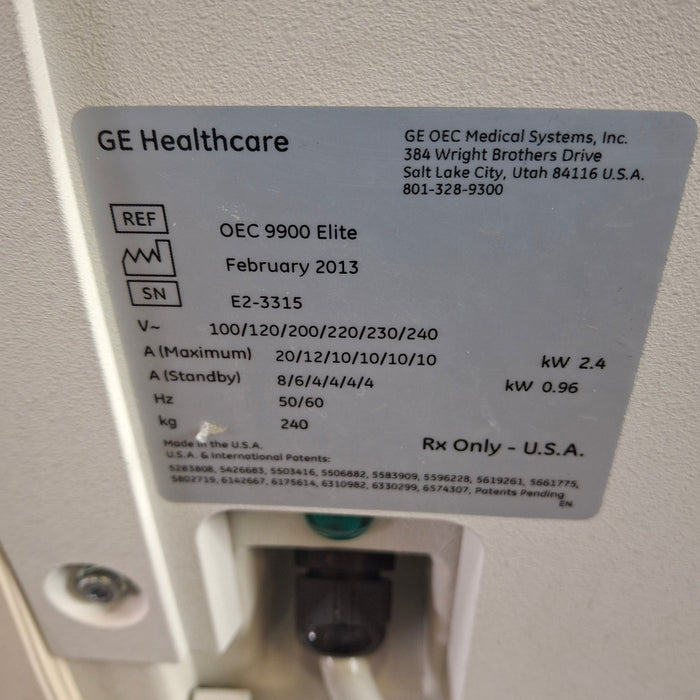 GE Healthcare
GE OEC Medical Systems, Inc.
384 Wright Brothers Drive
Salt Lake City, Utah 84116 U.S.A.
801-328-9300
REF OEC 9900 Elite
February 2013
SN E2-3315
V~ 100/120/200/220/230/240
A (Maximum) 20/12/10/10/10/10 kW 2.4
A (Standby) 8/6/4/4/4/4 kW 0.96
Hz 50/60
kg 240
Made in the U.S.A. Rx Only - U.S.A.
U.S.A. & International Patents:
5283808, 5426683, 5503416, 5506882, 5583909, 5596228, 5619261, 5661775,
5802719, 6142667, 6175614, 6310982, 6330299, 6574307, Patents Pending
EN